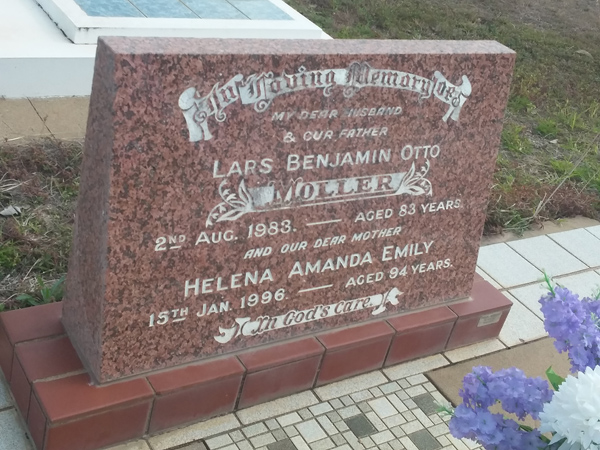 In Loving Memory of
MY DEAR HUSBAND
& OUR FATHER
LARS BENJAMIN OTTO
MOLLER
2ND AUG. 1983. — AGED 83 YEARS.
AND OUR DEAR MOTHER
HELENA AMANDA EMILY
15TH JAN. 1996 — AGED 94 YEARS.
In God's Care